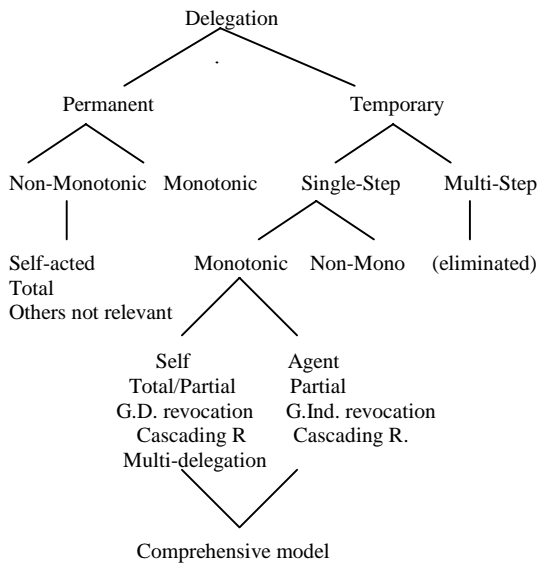 Delegation
Permanent Temporary
Non-Monotonic Monotonic Single-Step Multi-Step
Self-acted Monotonic Non-Mono (eliminated)
Total
Others not relevant
Self Agent
Total/Partial Partial
G.D. revocation G.Ind. revocation
Cascading R Cascading R.
Multi-delegation
Comprehensive model